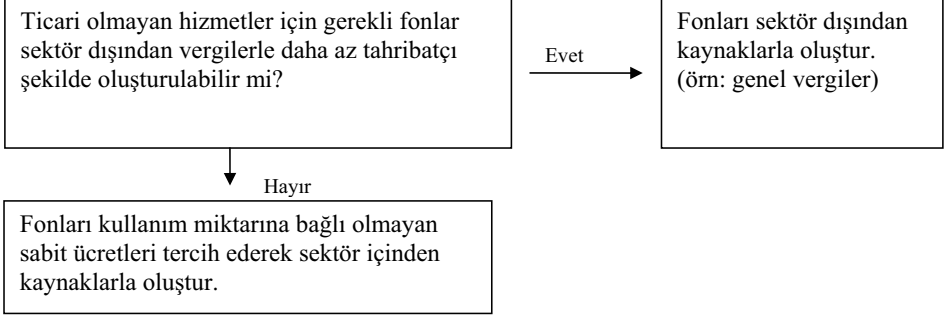 Ticari olmayan hizmetler için gerekli fonlar
sektör dışından vergilerle daha az tahribatçı
şekilde oluşturulabilir mi?
Evet
Fonları sektör dışından
kaynaklarla oluştur.
(örn: genel vergiler)
Hayır
Fonları kullanım miktarına bağlı olmayan
sabit ücretleri tercih ederek sektör içinden
kaynaklarla oluştur.